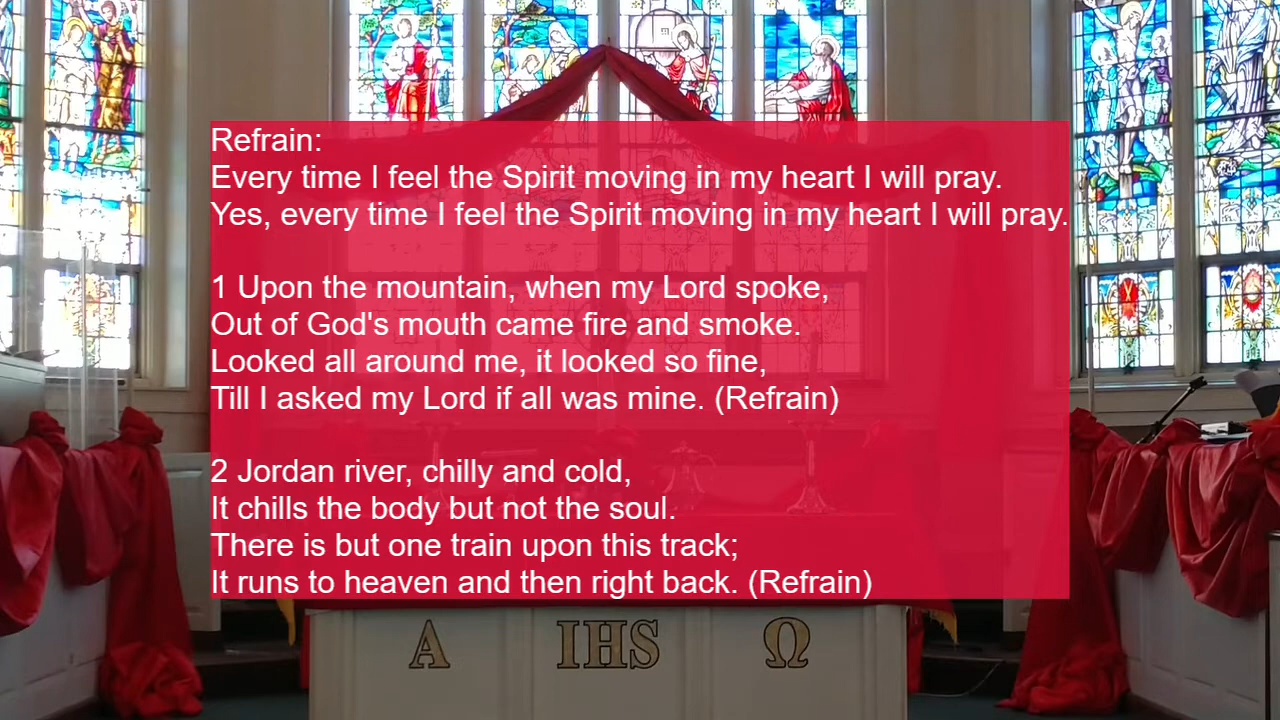 Refrain:
Every time I feel the Spirit moving in my heart I will pray.
Yes, every time I feel the Spirit moving in my heart I will pray.
1 Upon the mountain, when my Lord spoke,
Out of God's mouth came fire and smoke.
Looked all around me, it looked so fine,
Till I asked my Lord if all was mine. (Refrain)
2 Jordan river, chilly and cold,
It chills the body but not the soul.
There is but one train upon this track;
It runs to heaven and then right back. (Refrain)
Α IHS Ω